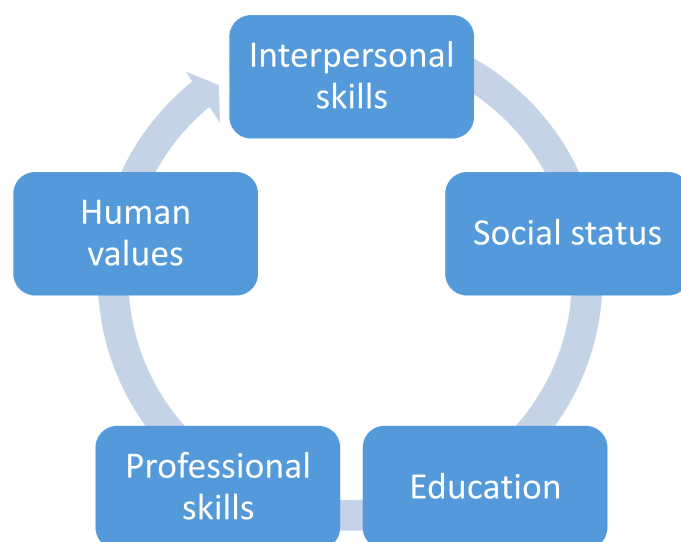 Interpersonal
skills
Social status
Education
Professional
skills
Human
values